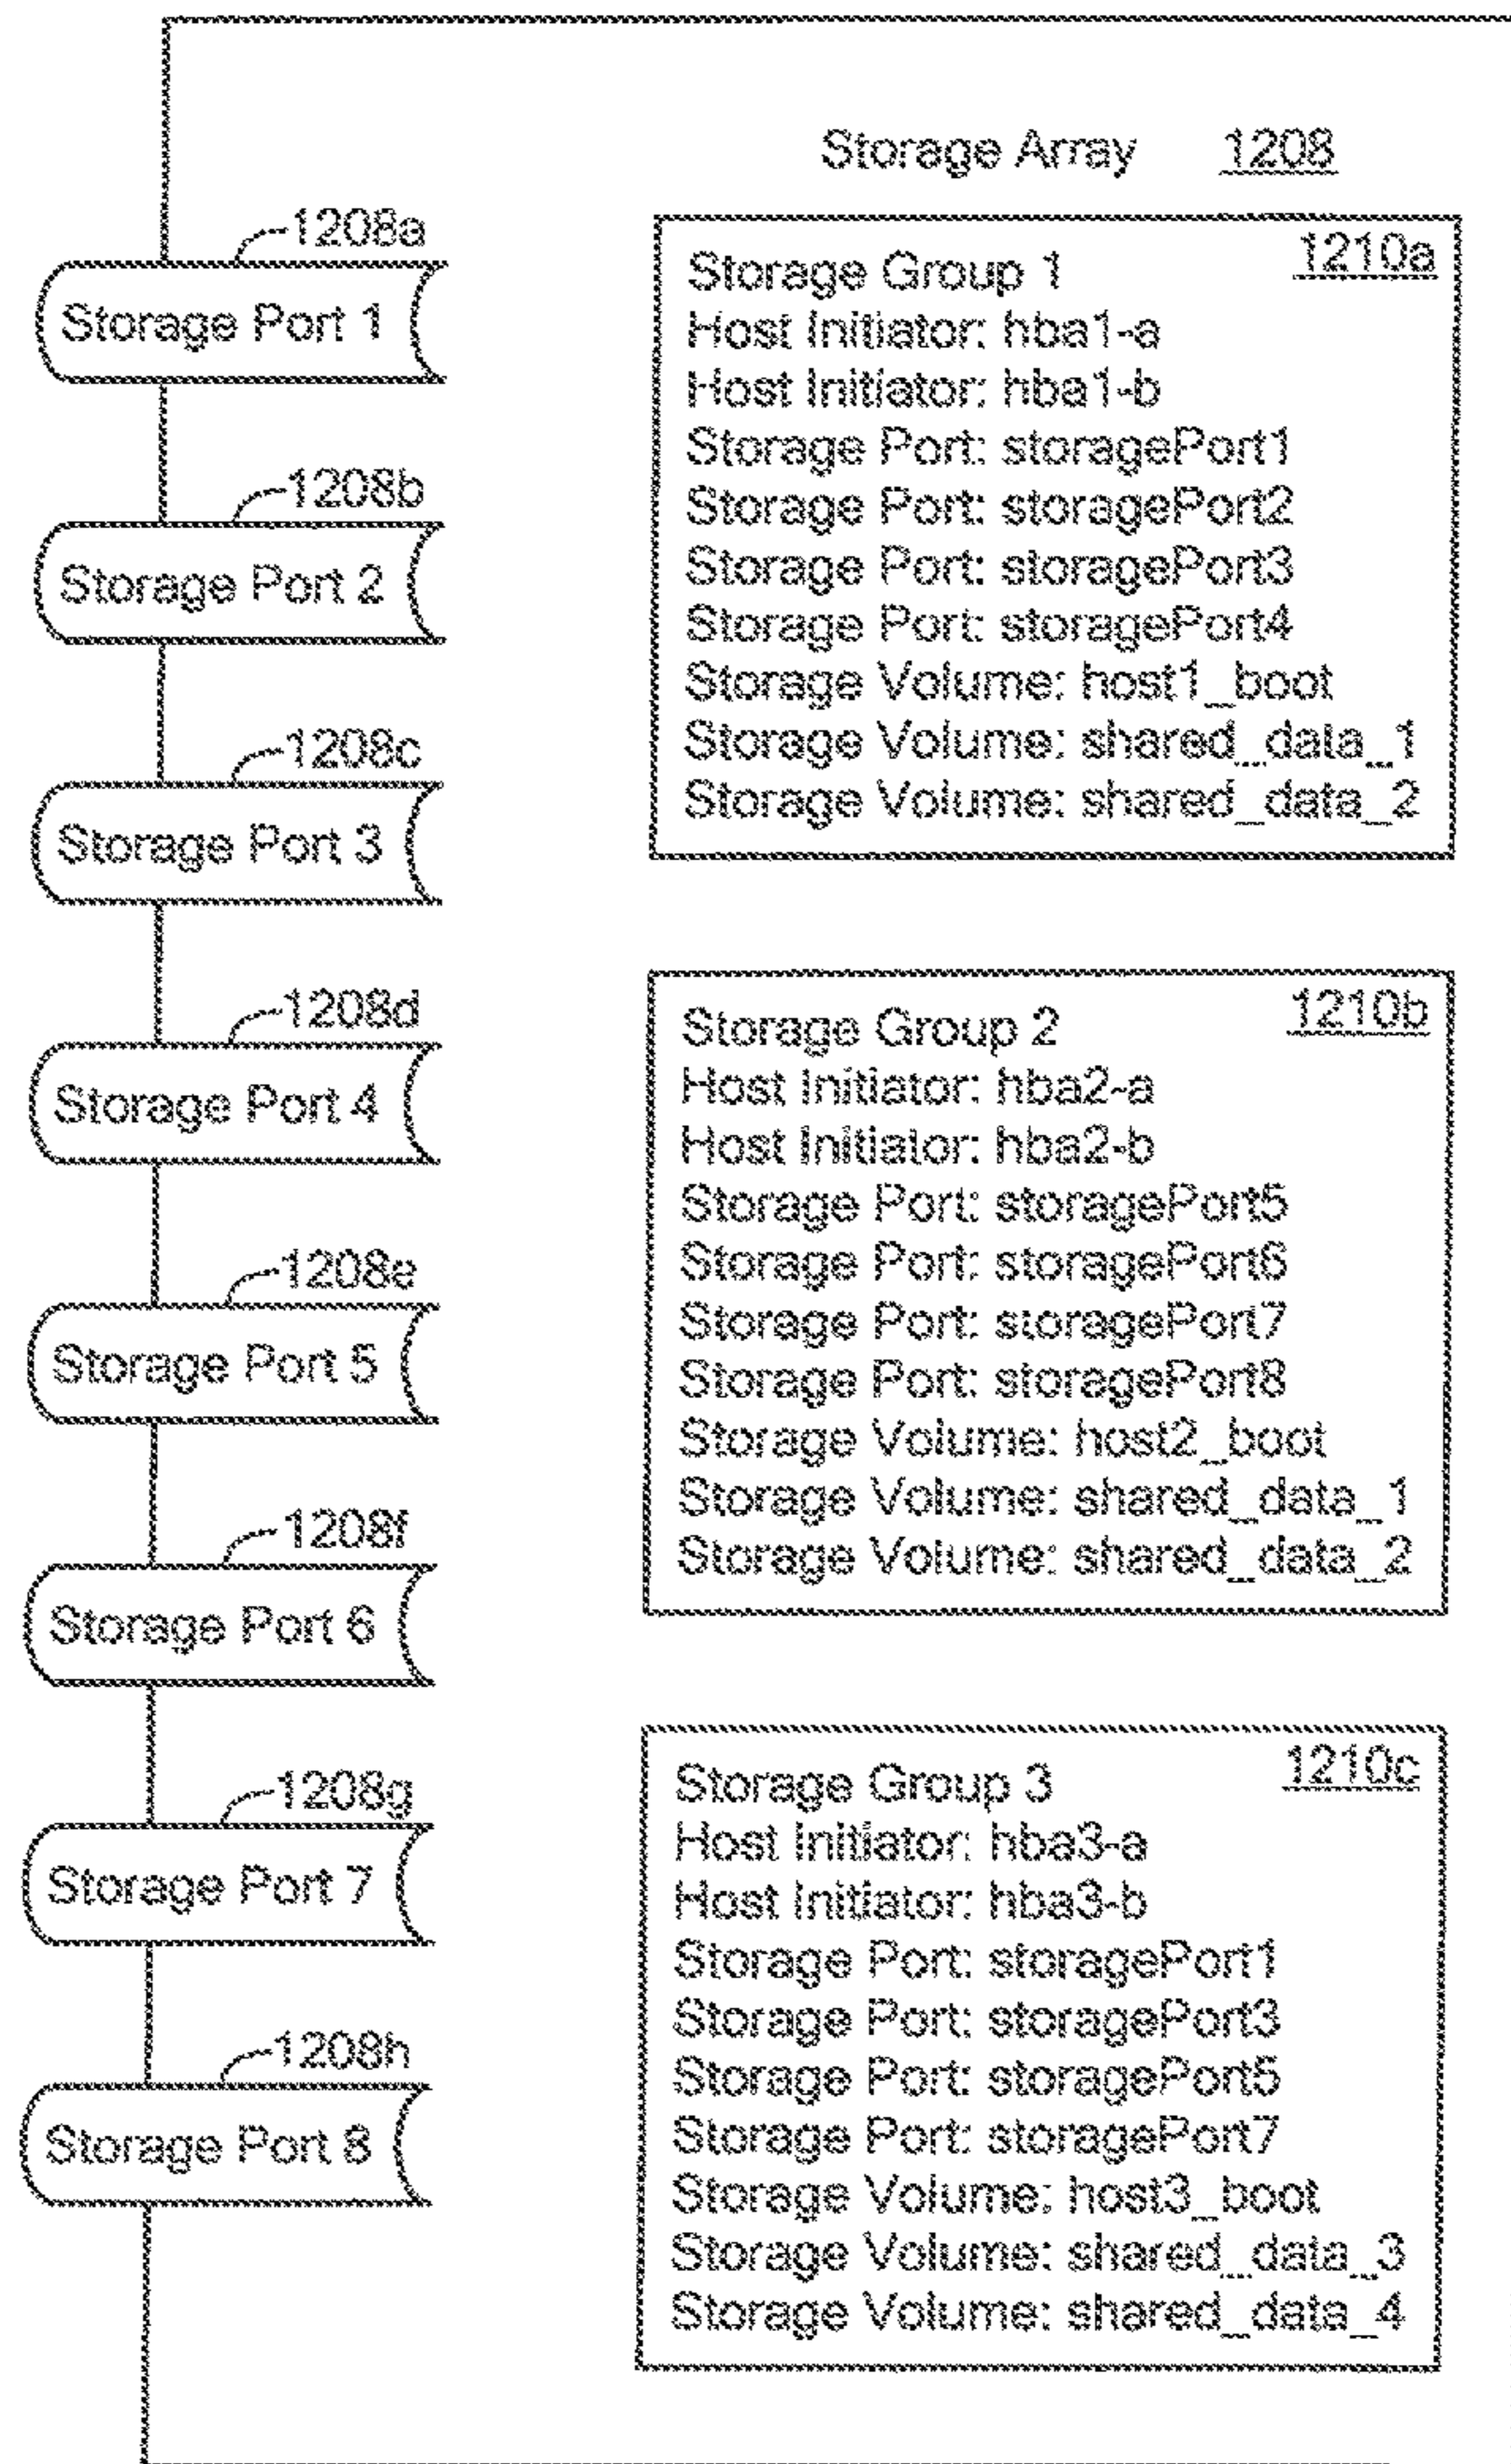 Storage Array 1208
1208a
Storage Port 1
1208b
Storage Port 2
1208c
Storage Port 3
1208d
Storage Port 4
1208e
Storage Port 5
1208f
Storage Port 6
1208g
Storage Port 7
1208h
Storage Port 8
Storage Group 1 1210a
Host Initiator: hba1-a
Host Initiator: hba1-b
Storage Port: storagePort1
Storage Port: storagePort2
Storage Port: storagePort3
Storage Port: storagePort4
Storage Volume: host1_boot
Storage Volume: shared_data_1
Storage Volume: shared_data_2
Storage Group 2 1210b
Host Initiator: hba2-a
Host Initiator: hba2-b
Storage Port: storagePort5
Storage Port: storagePort6
Storage Port: storagePort7
Storage Port: storagePort8
Storage Volume: host2_boot
Storage Volume: shared_data_1
Storage Volume: shared_data_2
Storage Group 3 1210c
Host Initiator: hba3-a
Host Initiator: hba3-b
Storage Port: storagePort1
Storage Port: storagePort3
Storage Port: storagePort5
Storage Port: storagePort7
Storage Volume: host3_boot
Storage Volume: shared_data_3
Storage Volume: shared_data_4